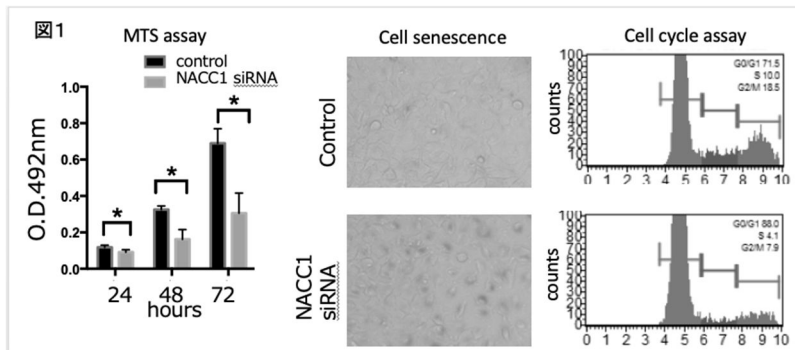 図1
MTS assay
control
NACC1 siRNA
O.D.492nm
1.0
0.8
0.6
0.4
0.2
0.0
*
*
*
24 48 72
hours
Cell senescence
Control
NACC1
siRNA
Cell cycle assay
counts
100
90
80
70
60
50
40
30
20
10
0
G0/G1 71.5
S 10.0
G2/M 18.5
0 1 2 3 4 5 6 7 8 9 10
counts
100
90
80
70
60
50
40
30
20
10
0
G0/G1 88.0
S 4.1
G2/M 7.9
0 1 2 3 4 5 6 7 8 9 10